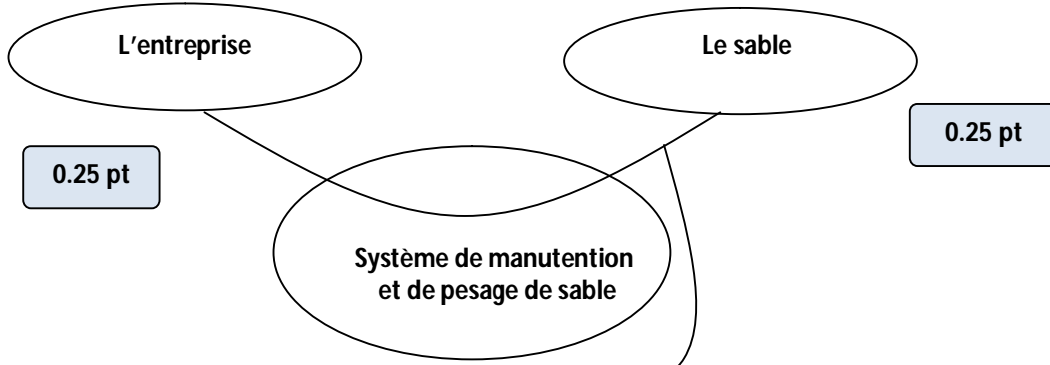 L'entreprise
Le sable
0.25 pt
0.25 pt
Système de manutention
et de pesage de sable